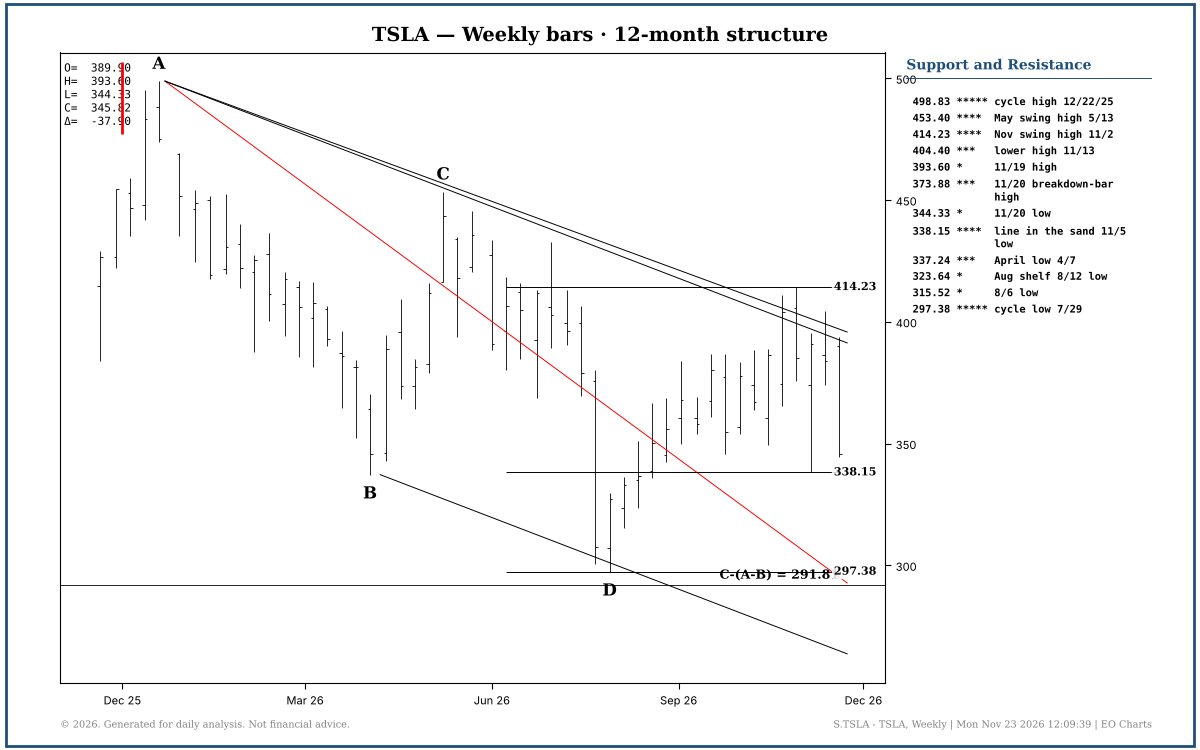 TSLA — Weekly bars · 12-month structure
O= 389.90
H= 393.60
L= 344.33
C= 345.82
Δ= -37.90
A
C
B
D
414.23
338.15
297.38
C-(A-B) = 291.8
500
450
400
350
300
Dec 25
Mar 26
Jun 26
Sep 26
Dec 26
Support and Resistance
498.83 ***** cycle high 12/22/25
453.40 **** May swing high 5/13
414.23 **** Nov swing high 11/2
404.40 *** lower high 11/13
393.60 * 11/19 high
373.88 *** 11/20 breakdown-bar
high
344.33 * 11/20 low
338.15 **** line in the sand 11/5
low
337.24 *** April low 4/7
323.64 * Aug shelf 8/12 low
315.52 * 8/6 low
297.38 ***** cycle low 7/29
© 2026. Generated for daily analysis. Not financial advice.
S.TSLA - TSLA, Weekly | Mon Nov 23 2026 12:09:39 | EO Charts